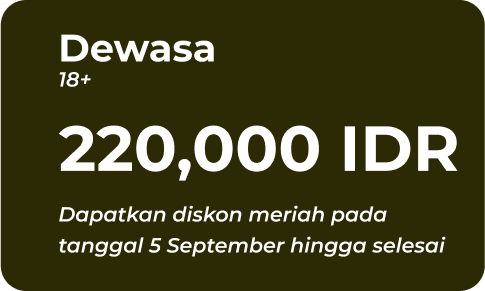 Dewasa
18+
220,000 IDR
Dapatkan diskon meriah pada
tanggal 5 September hingga selesai